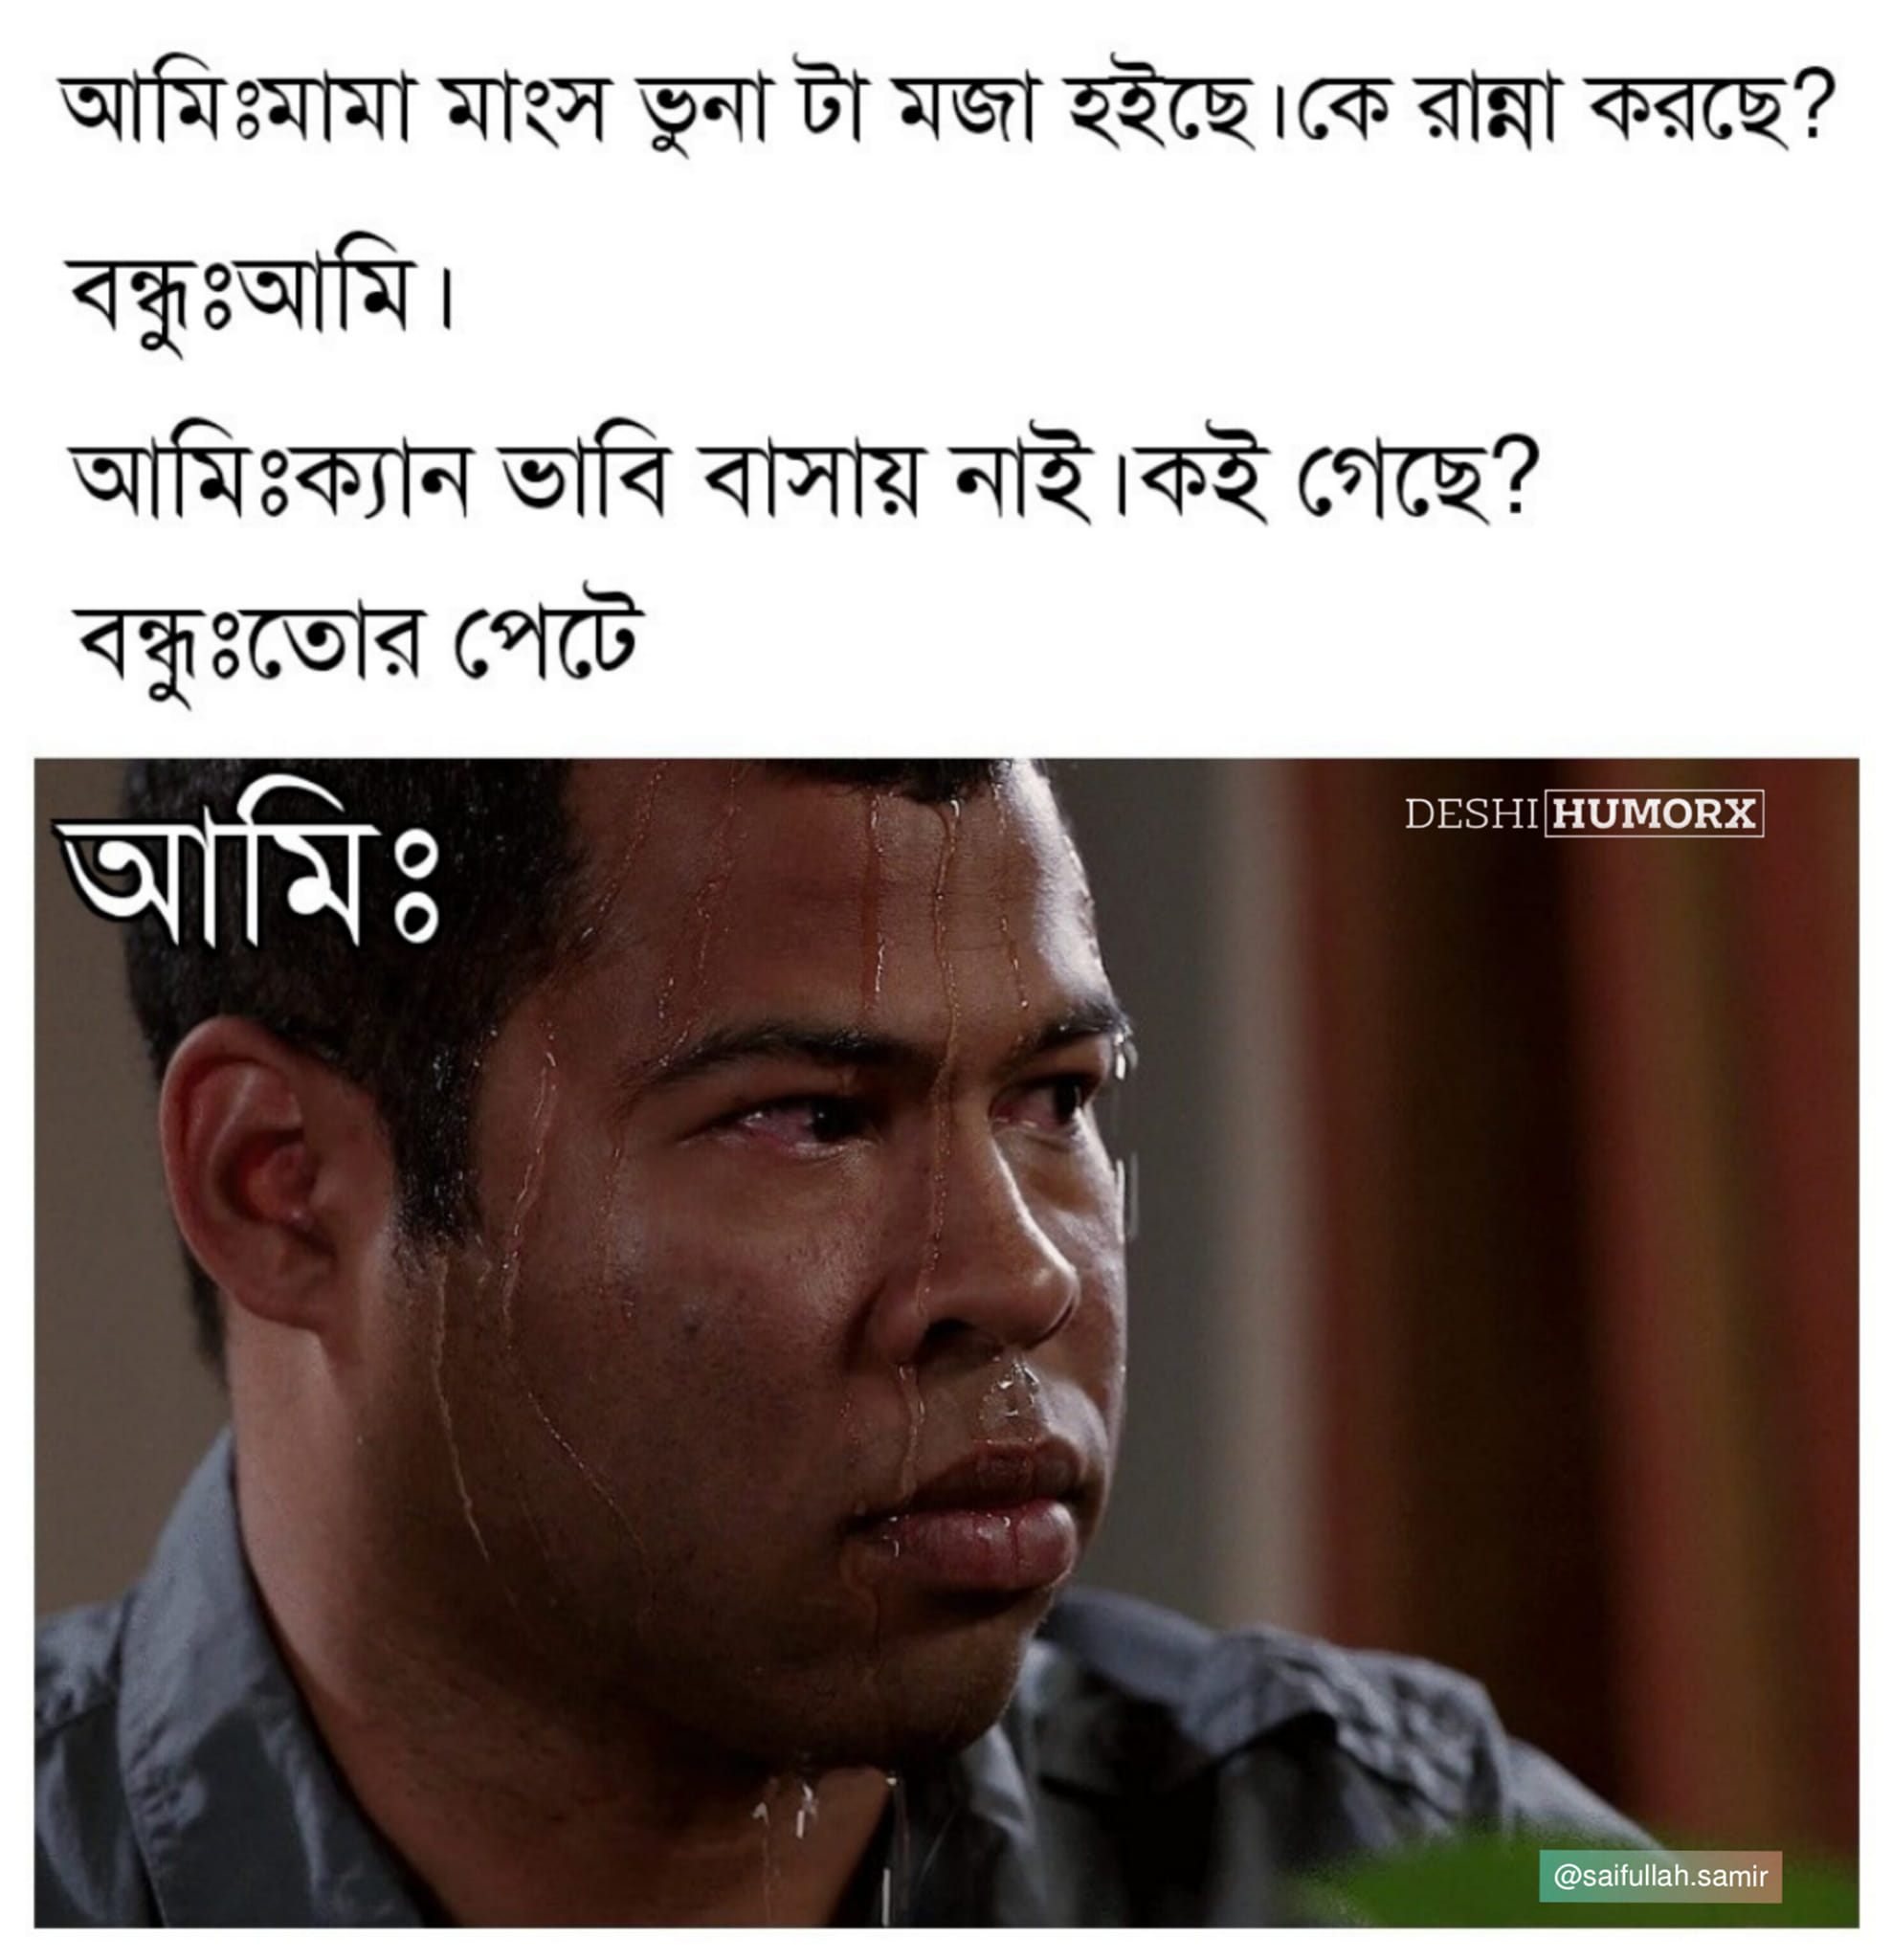 আমিঃমামা মাংস ভুনা টা মজা হইছে।কে রান্না করছে?
বন্ধুঃআমি।
আমিঃক্যান ভাবি বাসায় নাই।কই গেছে?
বন্ধুঃতোর পেটে
আমিঃ
DESHI HUMORX
@saifullah.samir